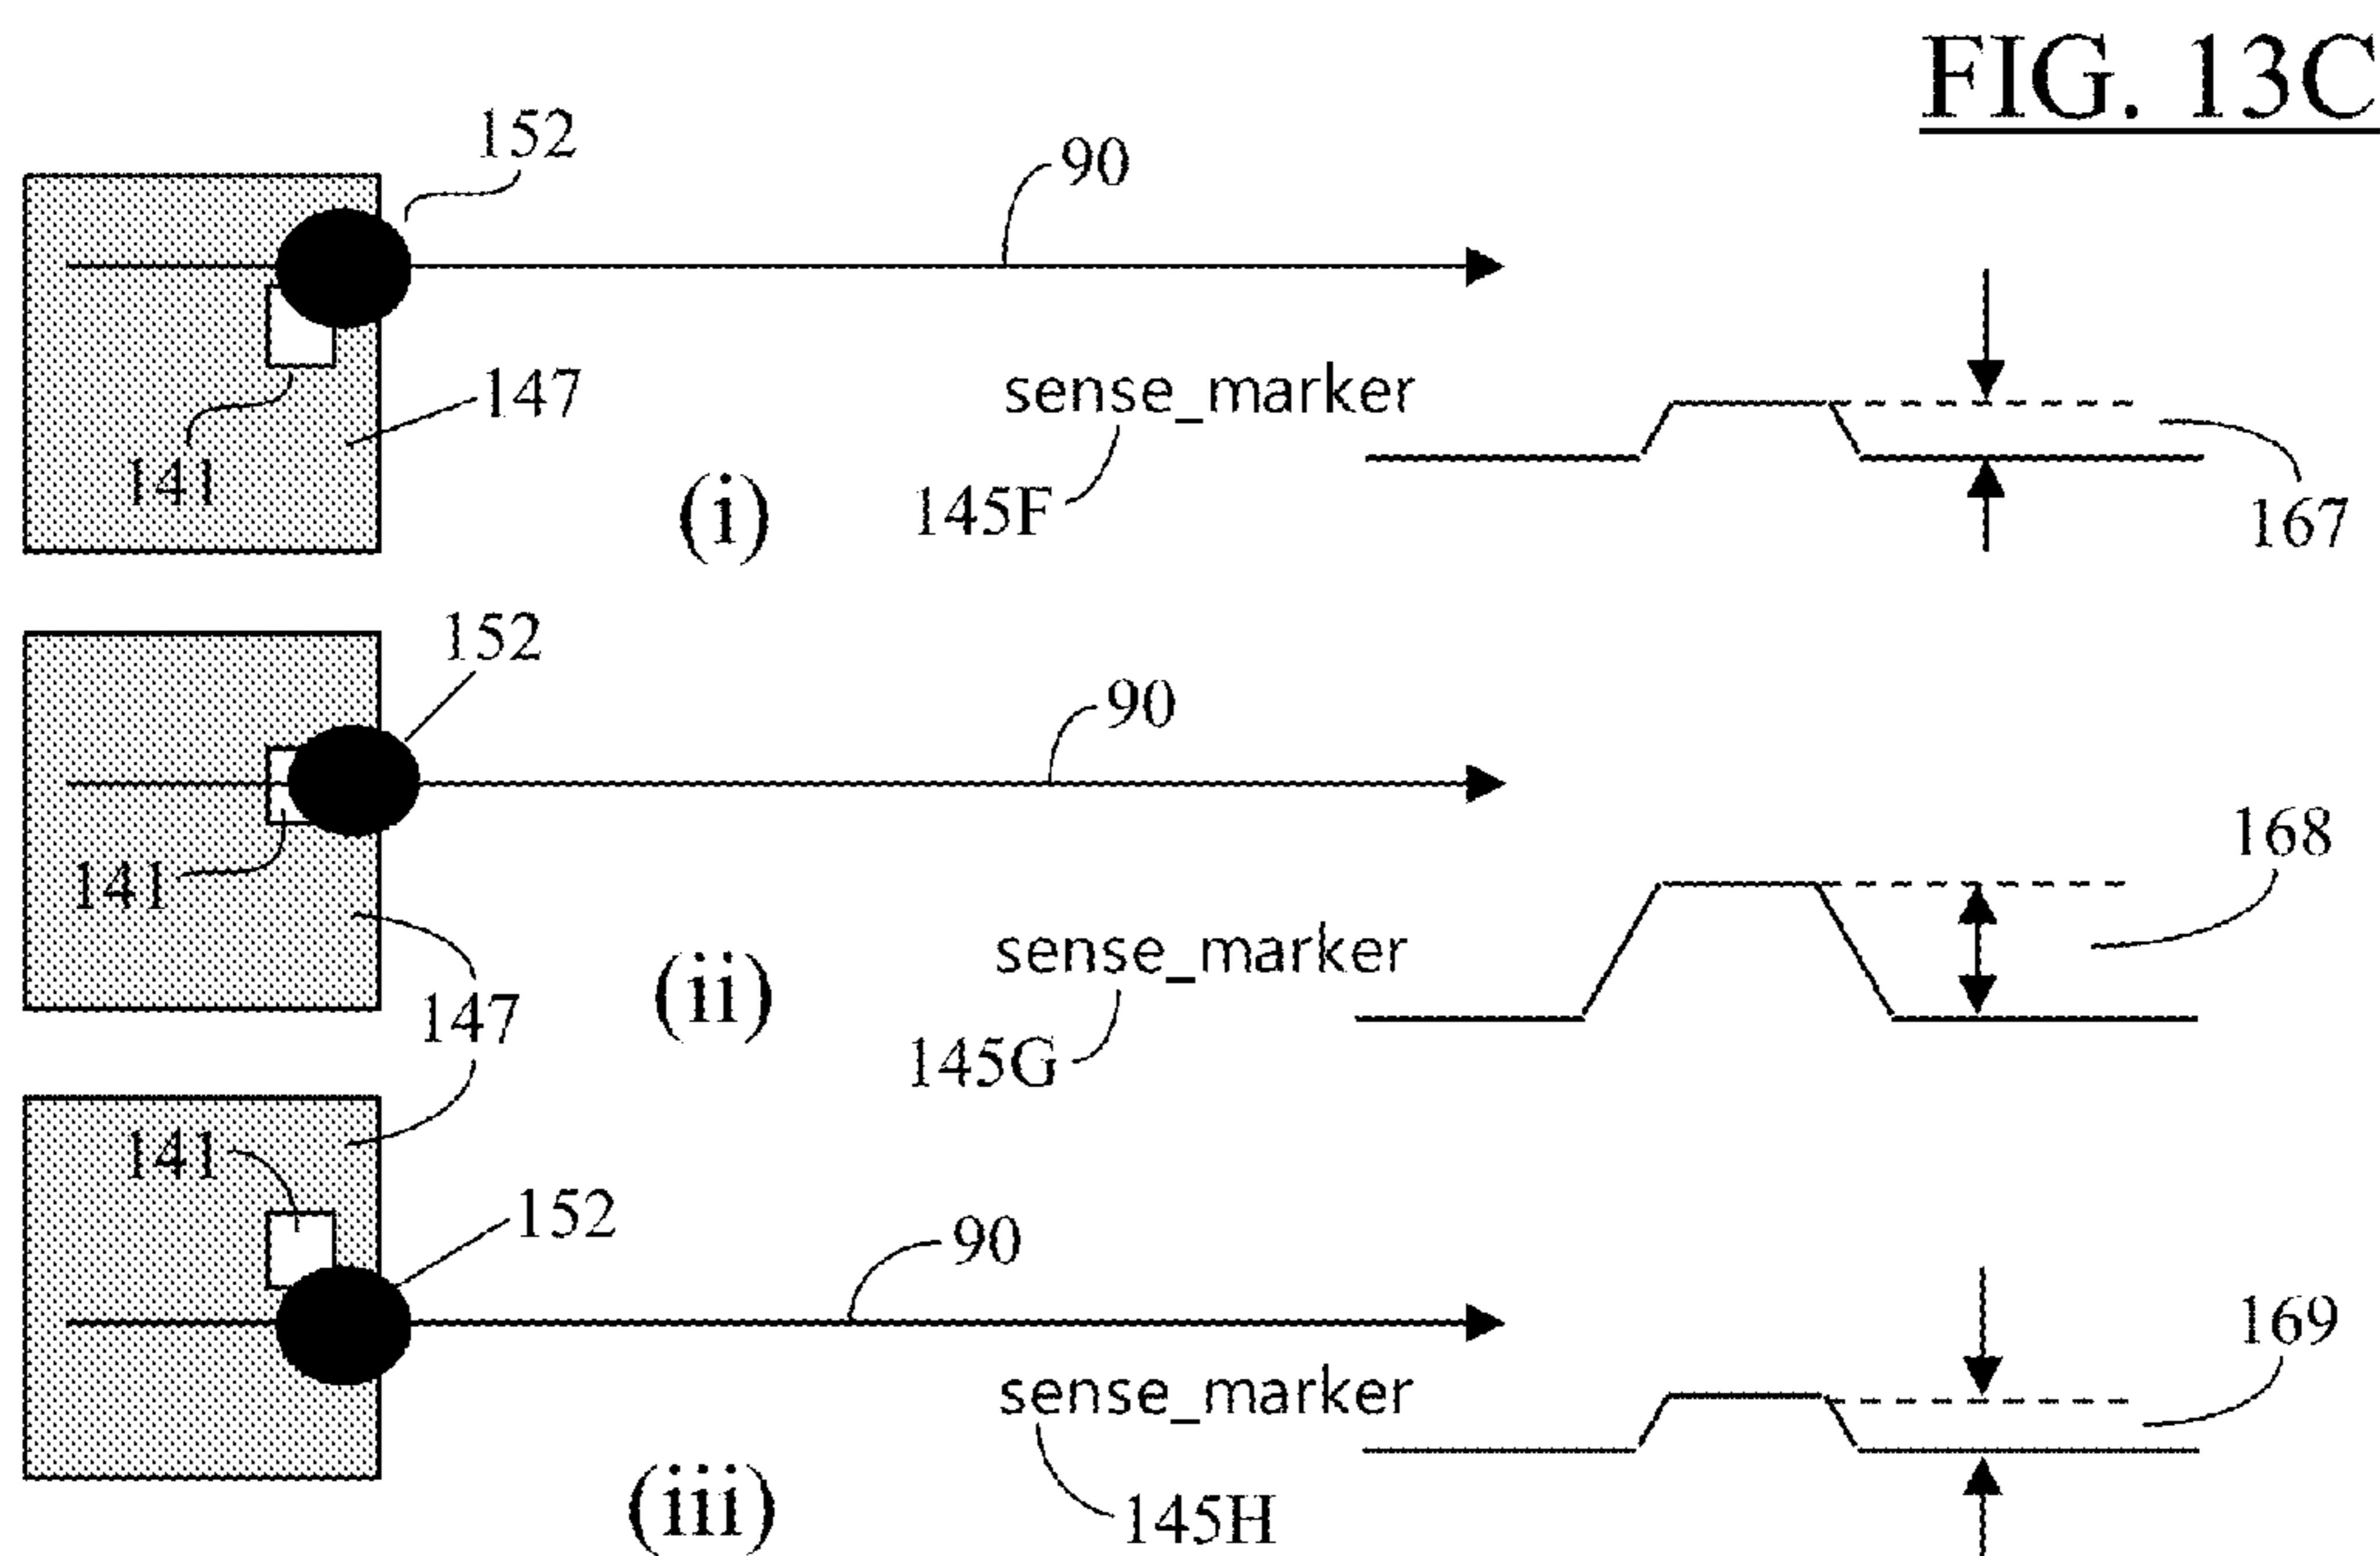 FIG. 13C
152
90
147
141
sense_marker
145F
(i)
167
152
90
141
168
sense_marker
145G
(ii)
147
141
152
90
169
sense_marker
145H
(iii)